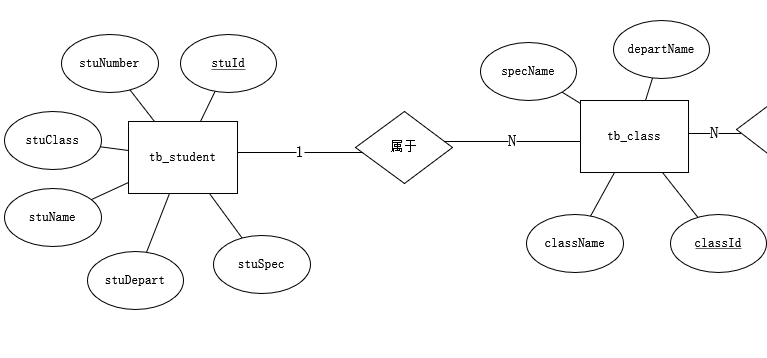 stuNumber
stuId
specName
departName
stuClass
tb_student
1
属于
N
tb_class
N
stuName
stuDepart
stuSpec
className
classId